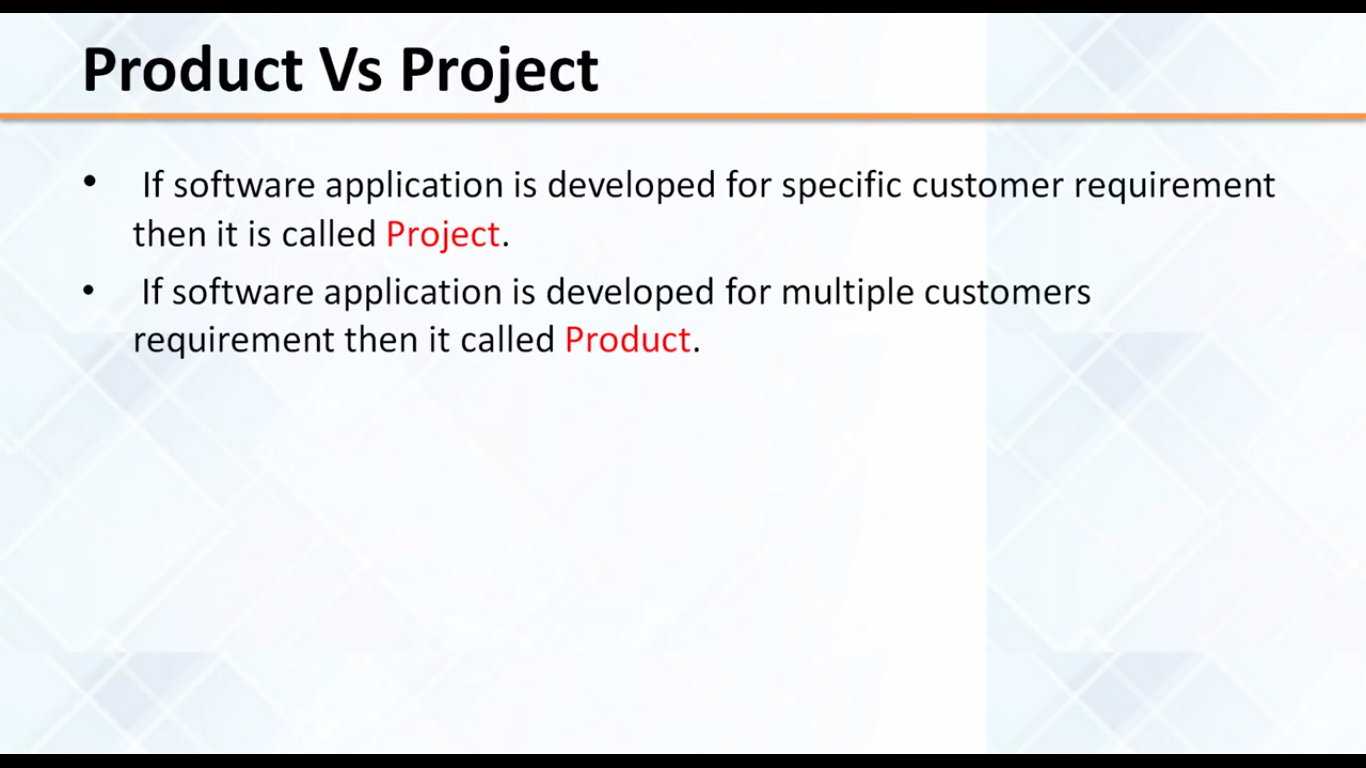 Product Vs Project
• If software application is developed for specific customer requirement
then it is called Project.
• If software application is developed for multiple customers
requirement then it called Product.